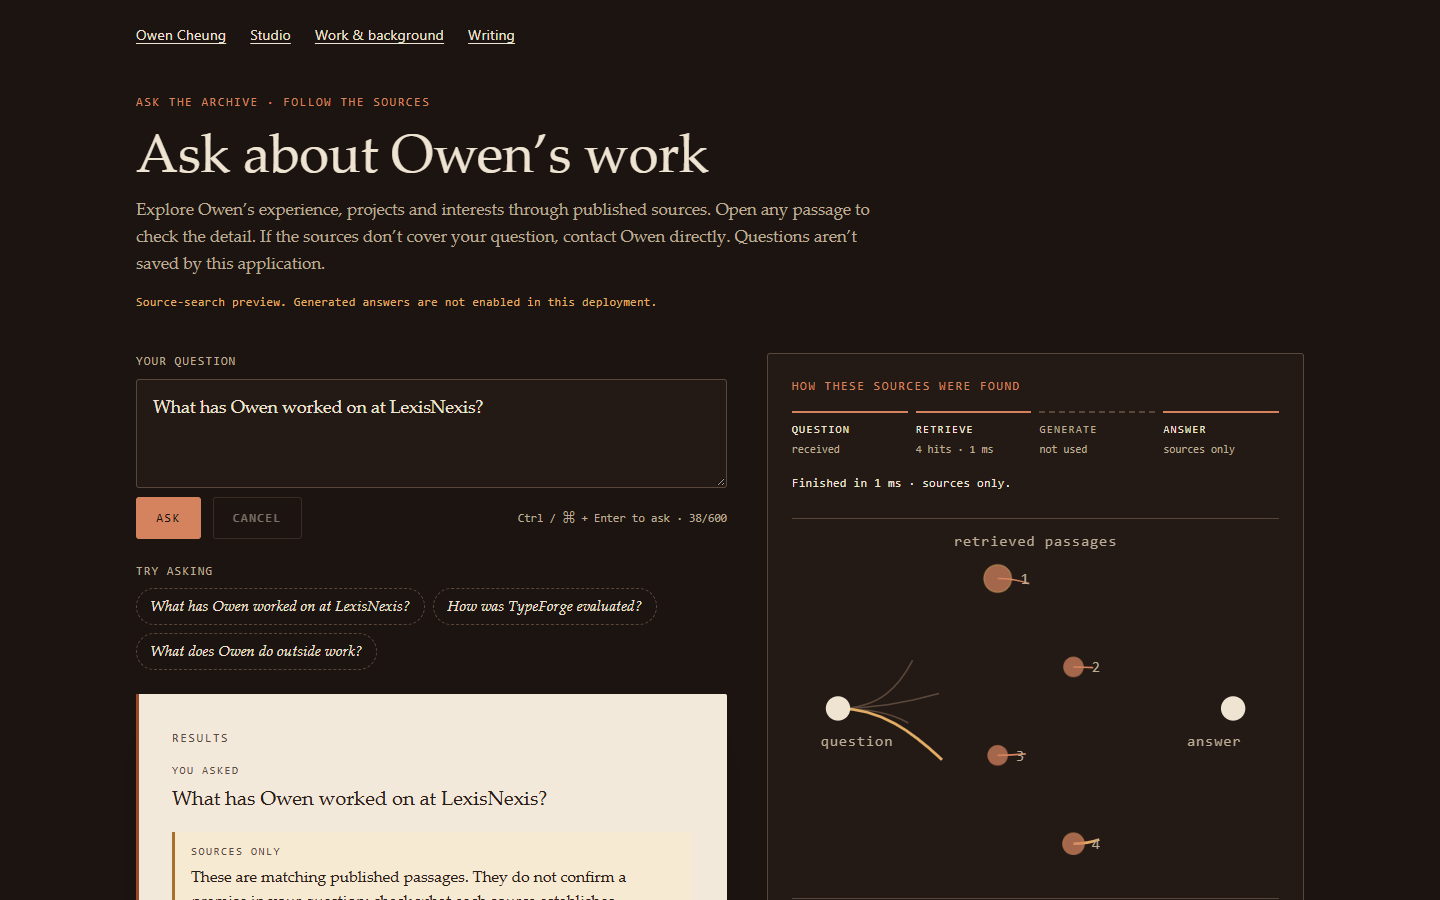 Owen Cheung Studio Work & background Writing
ASK THE ARCHIVE · FOLLOW THE SOURCES
Ask about Owen’s work
Explore Owen’s experience, projects and interests through published sources. Open any passage to
check the detail. If the sources don’t cover your question, contact Owen directly. Questions aren’t
saved by this application.
Source-search preview. Generated answers are not enabled in this deployment.
YOUR QUESTION
What has Owen worked on at LexisNexis?
ASK CANCEL Ctrl / ⌘ + Enter to ask · 38/600
TRY ASKING
What has Owen worked on at LexisNexis? How was TypeForge evaluated?
What does Owen do outside work?
RESULTS
YOU ASKED
What has Owen worked on at LexisNexis?
SOURCES ONLY
These are matching published passages. They do not confirm a
HOW THESE SOURCES WERE FOUND
QUESTION RETRIEVE GENERATE ANSWER
received 4 hits · 1 ms not used sources only
Finished in 1 ms · sources only.
retrieved passages
1
2
question answer
3
4